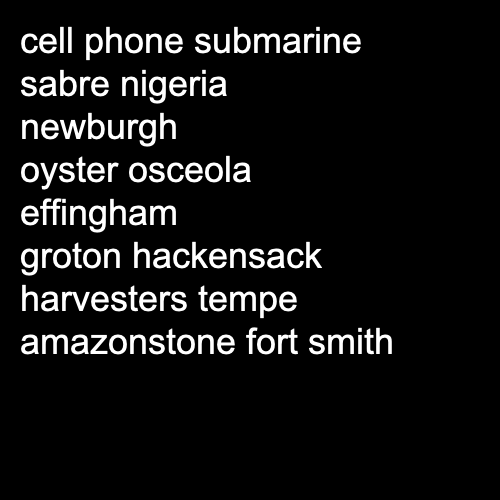 cell phone submarine
sabre nigeria
newburgh
oyster osceola
effingham
groton hackensack
harvesters tempe
amazonstone fort smith